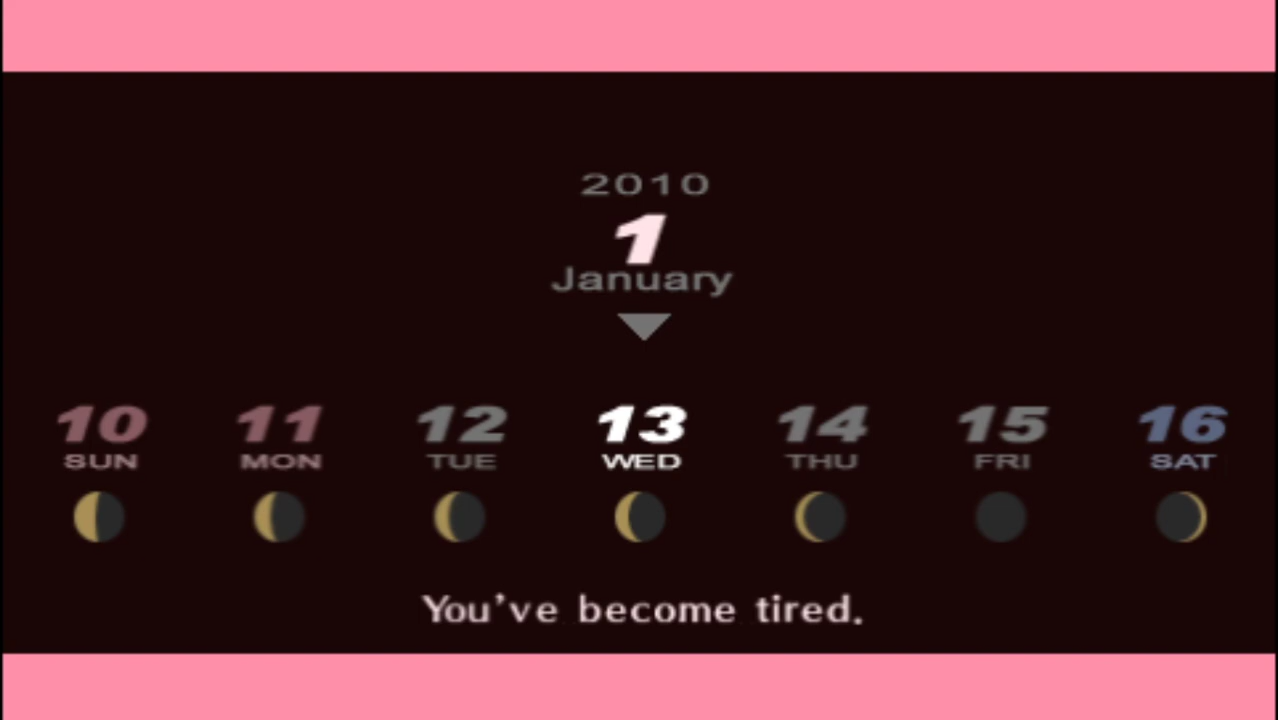 2010
1
January
10 11 12 13 14 15 16
SUN MON TUE WED THU FRI SAT
You've become tired.